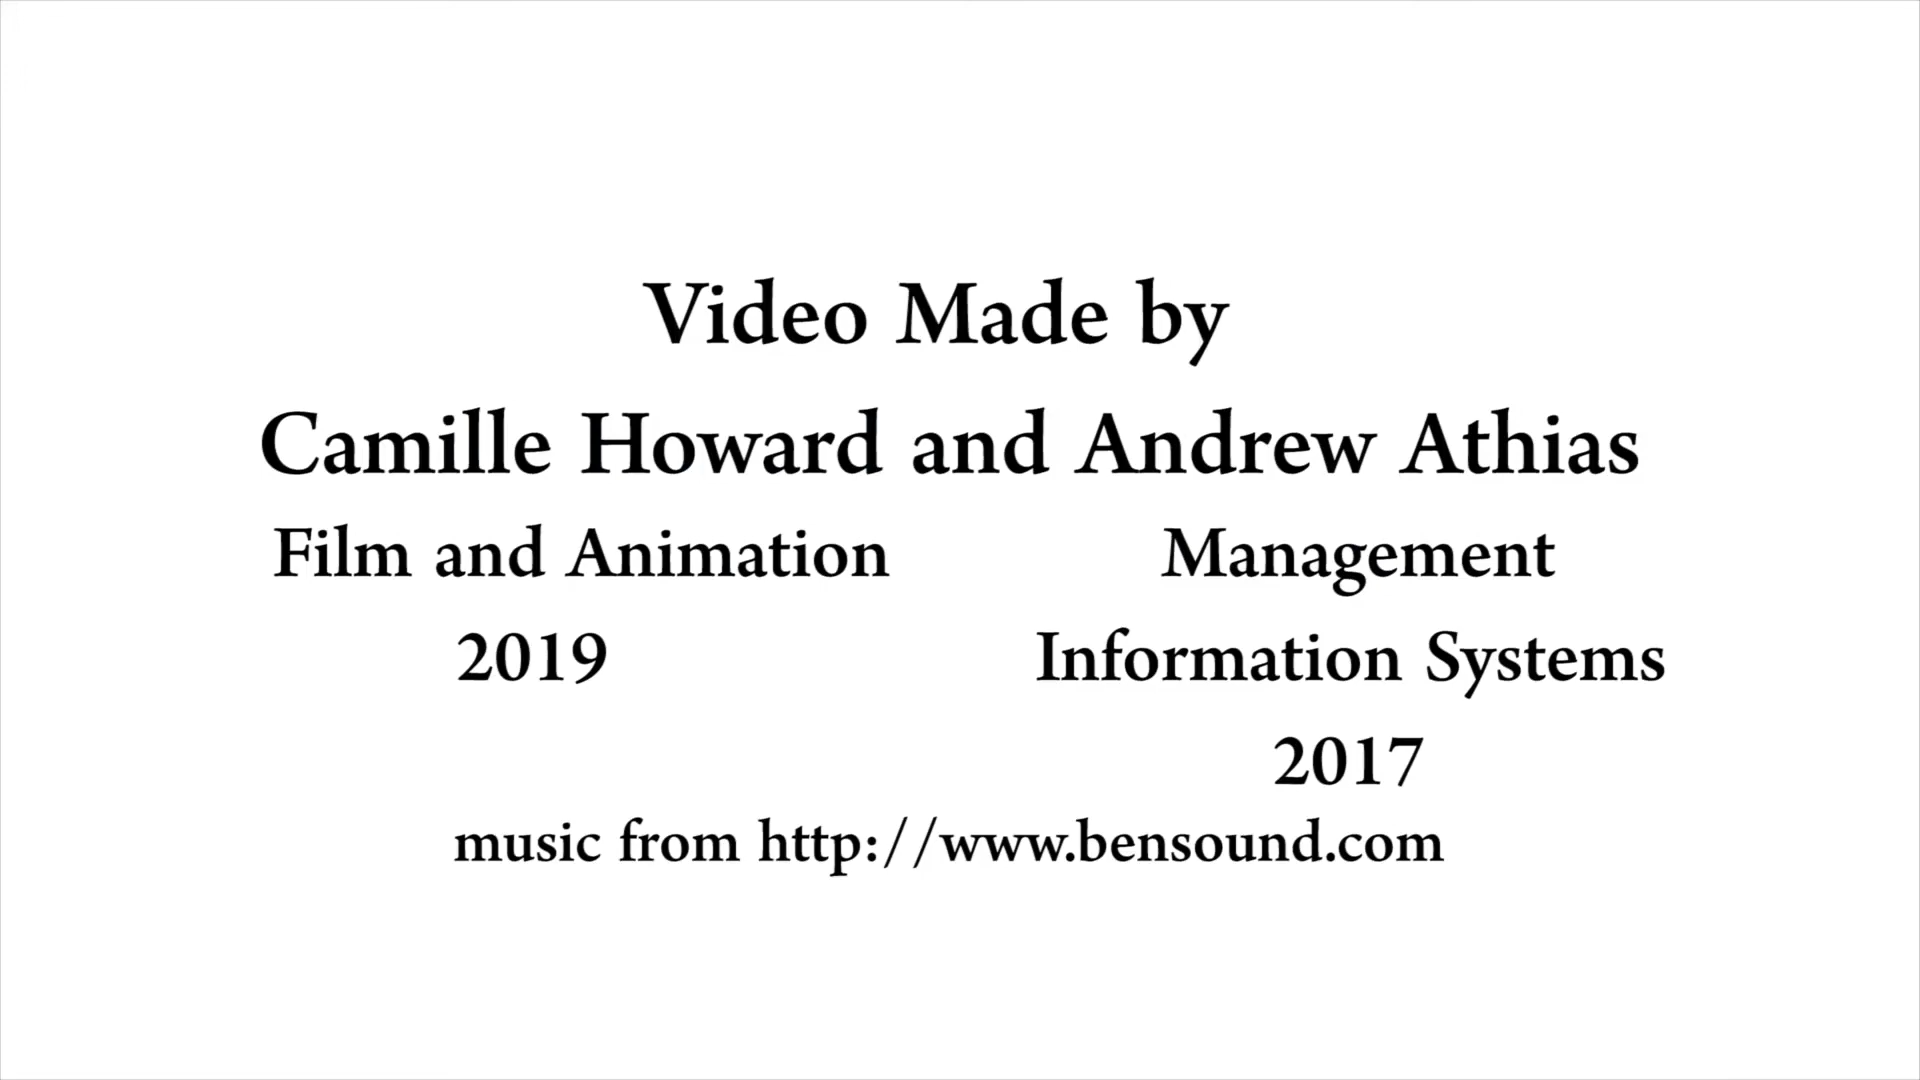 Video Made by
Camille Howard and Andrew Athias
Film and Animation
2019
Management
Information Systems
2017
music from http://www.bensound.com